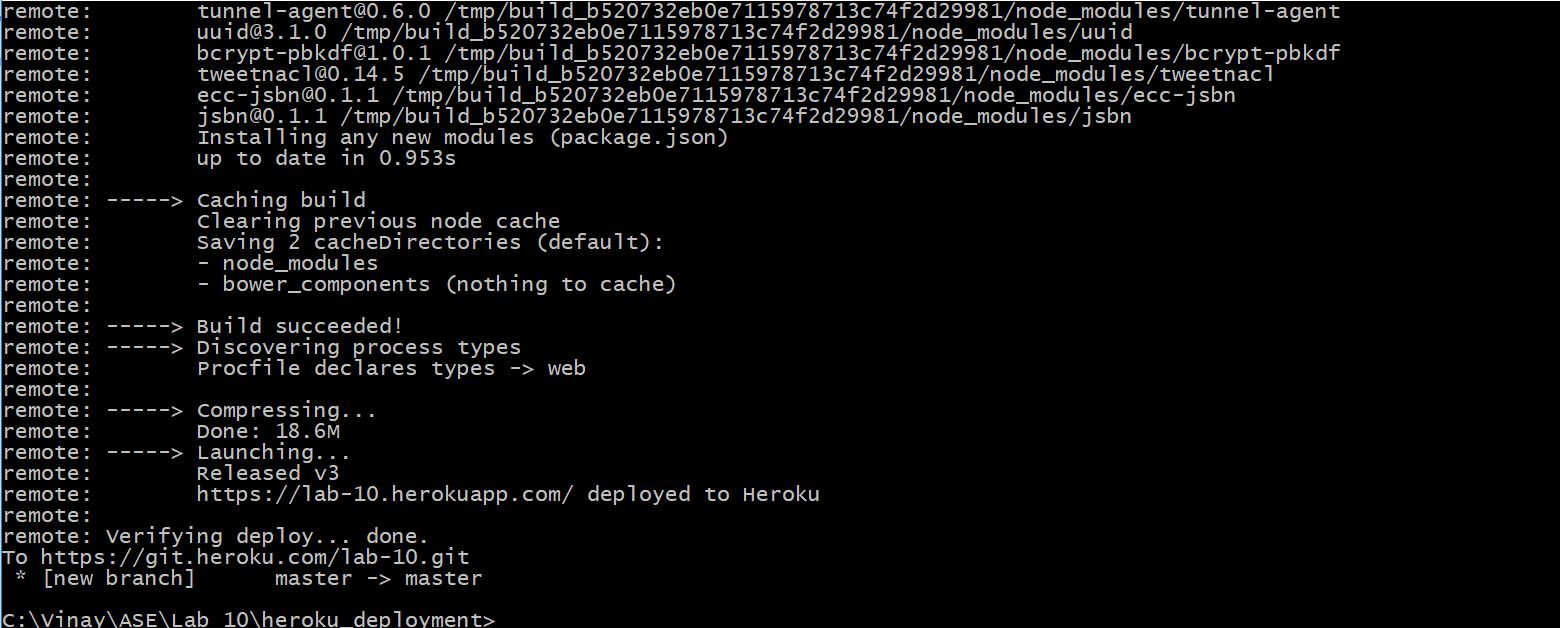 remote:        tunnel-agent@0.6.0 /tmp/build_b520732eb0e7115978713c74f2d29981/node_modules/tunnel-agent
remote:        uuid@3.1.0 /tmp/build_b520732eb0e7115978713c74f2d29981/node_modules/uuid
remote:        bcrypt-pbkdf@1.0.1 /tmp/build_b520732eb0e7115978713c74f2d29981/node_modules/bcrypt-pbkdf
remote:        tweetnacl@0.14.5 /tmp/build_b520732eb0e7115978713c74f2d29981/node_modules/tweetnacl
remote:        ecc-jsbn@0.1.1 /tmp/build_b520732eb0e7115978713c74f2d29981/node_modules/ecc-jsbn
remote:        jsbn@0.1.1 /tmp/build_b520732eb0e7115978713c74f2d29981/node_modules/jsbn
remote:        Installing any new modules (package.json)
remote:        up to date in 0.953s
remote:
remote: -----> Caching build
remote:        Clearing previous node cache
remote:        Saving 2 cacheDirectories (default):
remote:        - node_modules
remote:        - bower_components (nothing to cache)
remote:
remote: -----> Build succeeded!
remote: -----> Discovering process types
remote:        Procfile declares types -> web
remote:
remote: -----> Compressing...
remote:        Done: 18.6M
remote: -----> Launching...
remote:        Released v3
remote:        https://lab-10.herokuapp.com/ deployed to Heroku
remote:
remote: Verifying deploy... done.
To https://git.heroku.com/lab-10.git
 * [new branch]      master -> master
C:\Vinay\ASE\Lab 10\heroku_deployment>